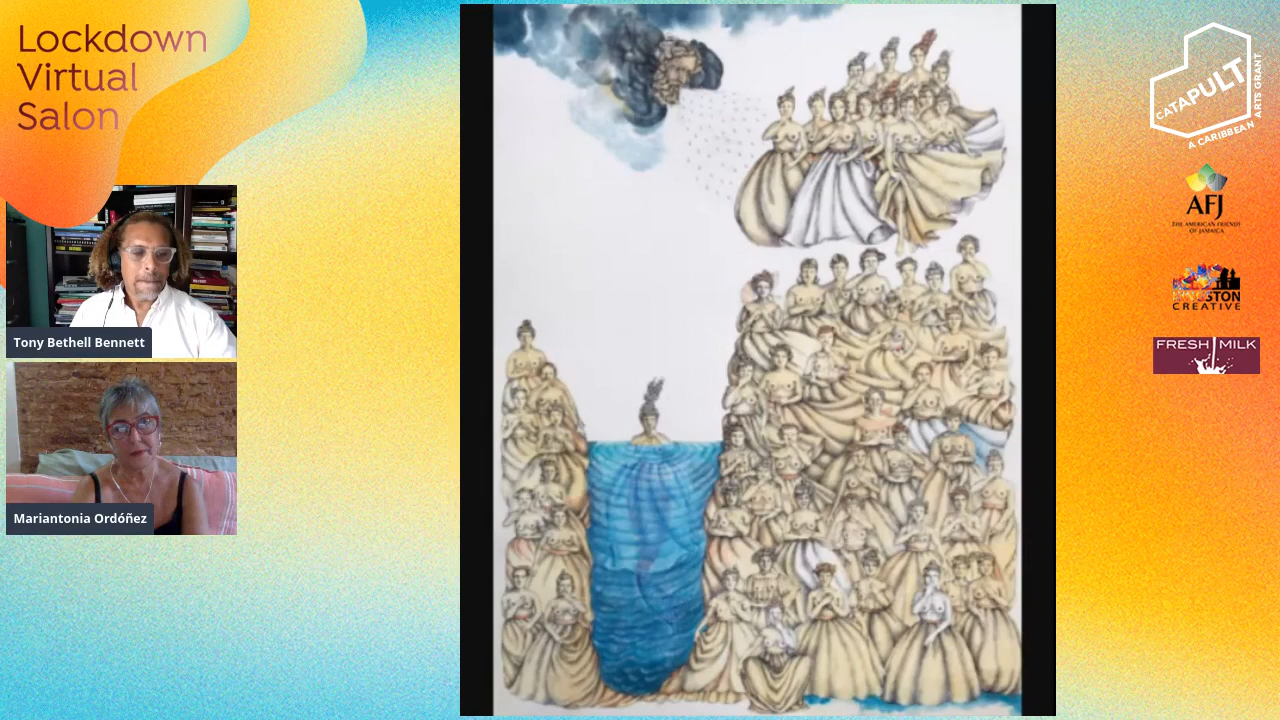 Lockdown
Virtual
Salon
Tony Bethell Bennett
Mariantonia Ordóñez
CATAPULT
A CARIBBEAN
ARTS GRANT
AFJ
THE AMERICAN FRIENDS
OF JAMAICA
KINGSTON
CREATIVE
FRESH MILK